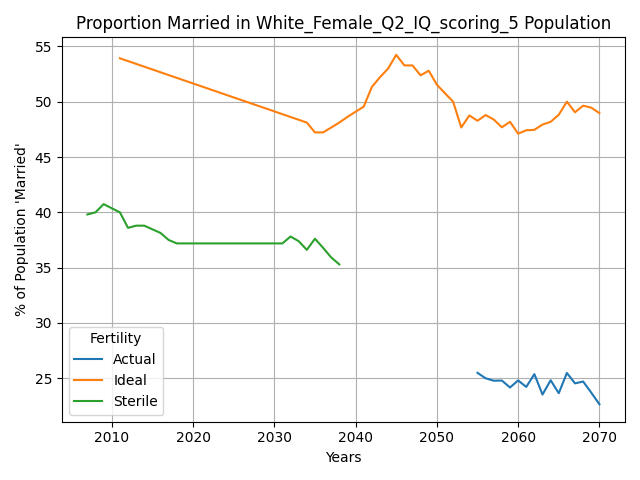 Proportion Married in White_Female_Q2_IQ_scoring_5 Population
% of Population 'Married'
55
50
45
40
35
30
25
Fertility
Actual
Ideal
Sterile
2010 2020 2030 2040 2050 2060 2070
Years